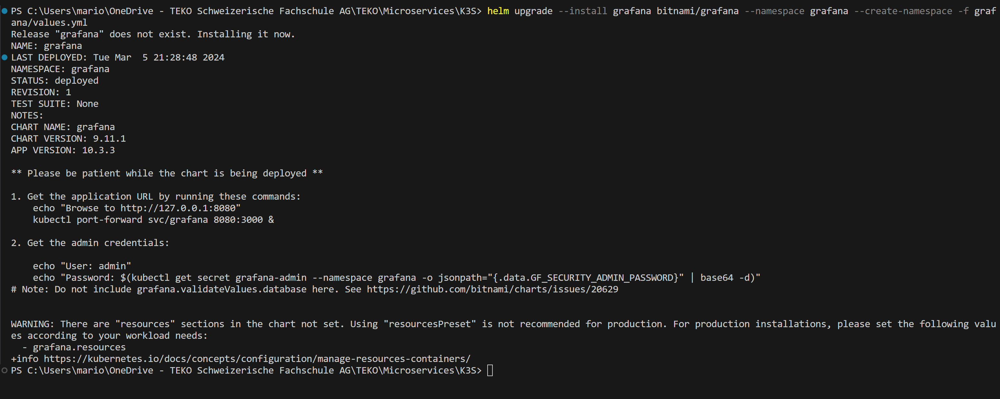 PS C:\Users\mario\OneDrive - TEKO Schweizerische Fachschule AG\TEKO\Microservices\K3S> helm upgrade --install grafana bitnami/grafana --namespace grafana --create-namespace -f graf
ana/values.yml
Release "grafana" does not exist. Installing it now.
NAME: grafana
LAST DEPLOYED: Tue Mar  5 21:28:48 2024
NAMESPACE: grafana
STATUS: deployed
REVISION: 1
TEST SUITE: None
NOTES:
CHART NAME: grafana
CHART VERSION: 9.11.1
APP VERSION: 10.3.3
** Please be patient while the chart is being deployed **
1. Get the application URL by running these commands:
    echo "Browse to http://127.0.0.1:8080"
    kubectl port-forward svc/grafana 8080:3000 &
2. Get the admin credentials:
    echo "User: admin"
    echo "Password: $(kubectl get secret grafana-admin --namespace grafana -o jsonpath="{.data.GF_SECURITY_ADMIN_PASSWORD}" | base64 -d)"
# Note: Do not include grafana.validateValues.database here. See https://github.com/bitnami/charts/issues/20629
WARNING: There are "resources" sections in the chart not set. Using "resourcesPreset" is not recommended for production. For production installations, please set the following valu
es according to your workload needs:
  - grafana.resources
+info https://kubernetes.io/docs/concepts/configuration/manage-resources-containers/
PS C:\Users\mario\OneDrive - TEKO Schweizerische Fachschule AG\TEKO\Microservices\K3S>